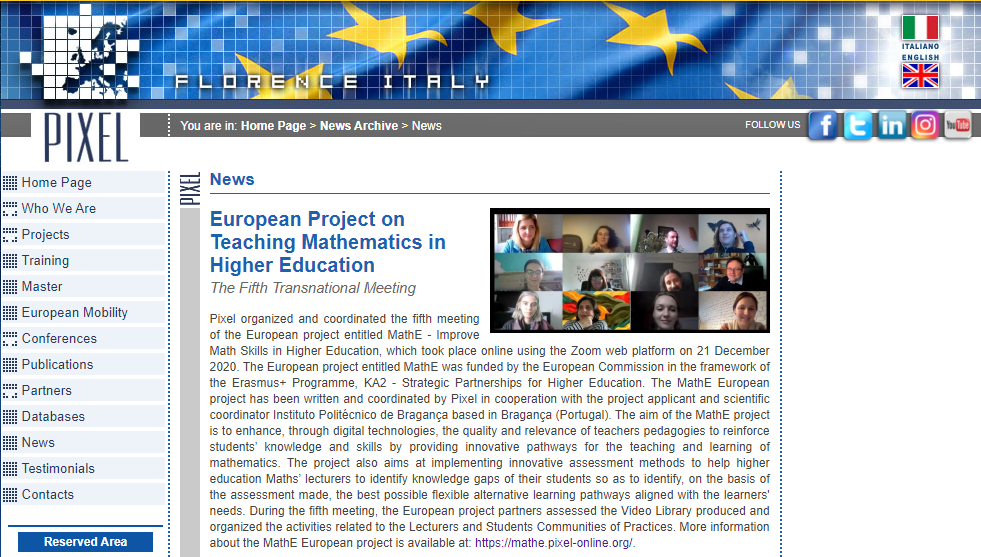 FLORENCE ITALY
ITALIANO
ENGLISH
PIXEL
You are in: Home Page > News Archive > News
FOLLOW US
You Tube
Home Page
Who We Are
Projects
Training
Master
European Mobility
Conferences
Publications
Partners
Databases
News
Testimonials
Contacts
Reserved Area
PIXEL
News
European Project on
Teaching Mathematics in
Higher Education
The Fifth Transnational Meeting
Pixel organized and coordinated the fifth meeting
of the European project entitled MathE - Improve
Math Skills in Higher Education, which took place online using the Zoom web platform on 21 December
2020. The European project entitled MathE was funded by the European Commission in the framework of
the Erasmus+ Programme, KA2 - Strategic Partnerships for Higher Education. The MathE European
project has been written and coordinated by Pixel in cooperation with the project applicant and scientific
coordinator Instituto Politécnico de Bragança based in Bragança (Portugal). The aim of the MathE project
is to enhance, through digital technologies, the quality and relevance of teachers pedagogies to reinforce
students' knowledge and skills by providing innovative pathways for the teaching and learning of
mathematics. The project also aims at implementing innovative assessment methods to help higher
education Maths' lecturers to identify knowledge gaps of their students so as to identify, on the basis of
the assessment made, the best possible flexible alternative learning pathways aligned with the learners'
needs. During the fifth meeting, the European project partners assessed the Video Library produced and
organized the activities related to the Lecturers and Students Communities of Practices. More information
about the MathE European project is available at: https://mathe.pixel-online.org/.